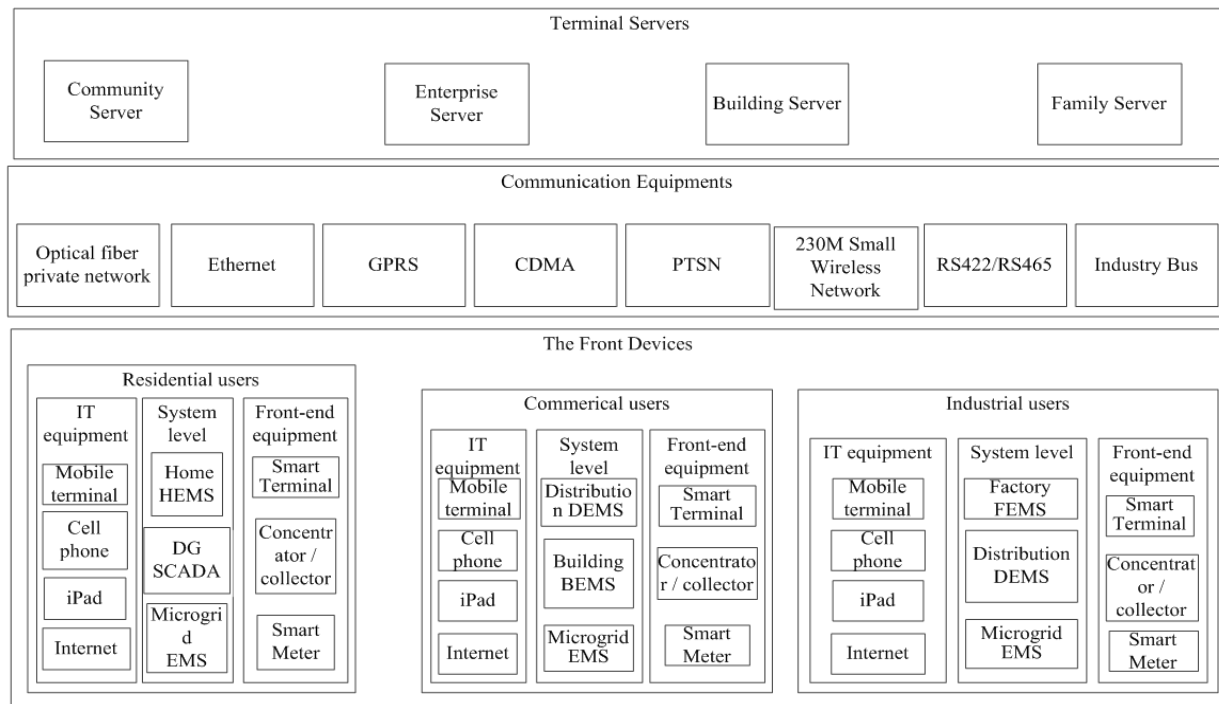 Terminal Servers
Community
Server
Enterprise
Server
Building Server
Family Server
Communication Equipments
Optical fiber
private network
Ethernet
GPRS
CDMA
PTSN
230M Small
Wireless
Network
RS422/RS465
Industry Bus
The Front Devices
Residential users
IT
equipment
Mobile
terminal
Cell
phone
iPad
Internet
System
level
Home
HEMS
DG
SCADA
Microgri
d
EMS
Front-end
equipment
Smart
Terminal
Concentr
ator /
collector
Smart
Meter
Commerical users
IT
equipment
Mobile
terminal
Cell
phone
iPad
Internet
System
level
Distributio
n DEMS
Building
BEMS
Microgrid
EMS
Front-end
equipment
Smart
Terminal
Concentrato
r / collector
Smart
Meter
Industrial users
IT equipment
Mobile
terminal
Cell
phone
iPad
Internet
System level
Factory
FEMS
Distribution
DEMS
Microgrid
EMS
Front-end
equipment
Smart
Terminal
Concentrat
or /
collector
Smart
Meter